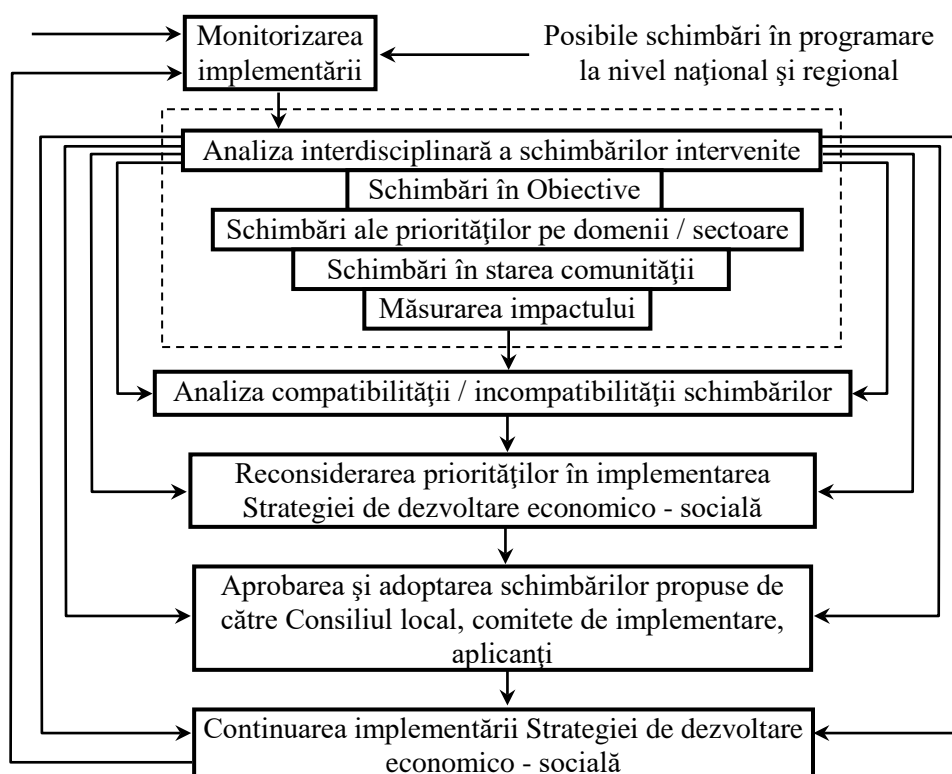 Monitorizarea
implementării
Posibile schimbări în programare
la nivel naţional şi regional
Analiza interdisciplinară a schimbărilor intervenite
Schimbări în Obiective
Schimbări ale priorităţilor pe domenii / sectoare
Schimbări în starea comunităţii
Măsurarea impactului
Analiza compatibilităţii / incompatibilităţii schimbărilor
Reconsiderarea priorităţilor în implementarea
Strategiei de dezvoltare economico - socială
Aprobarea şi adoptarea schimbărilor propuse de
către Consiliul local, comitete de implementare,
aplicanţi
Continuarea implementării Strategiei de dezvoltare
economico - socială